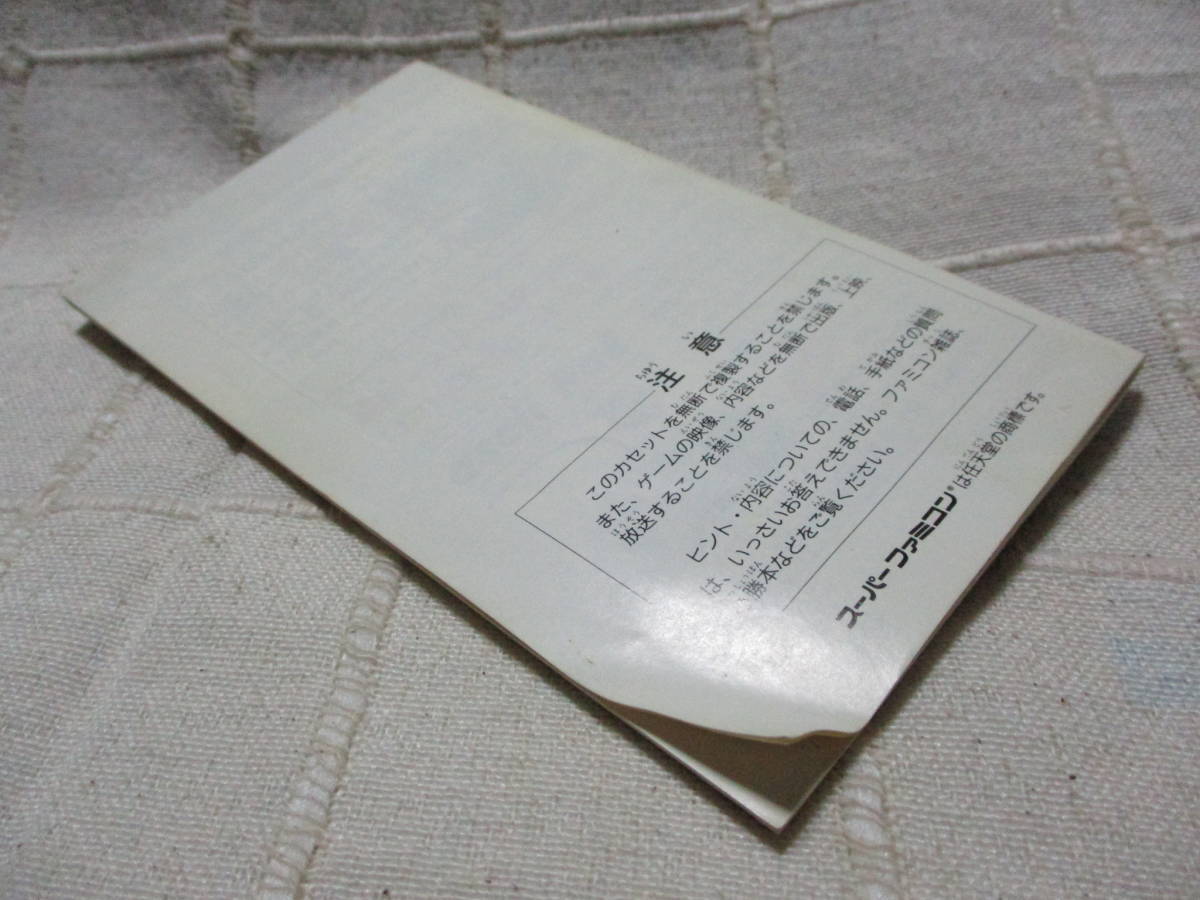 注意
このカセットを無断で複製することを禁じます。
また、ゲームの映像、内容などを無断で出版、上映、
放送することを禁じます。
ヒント・内容についての、電話、手紙などの質問
は、いっさいお答えできません。ファミコン雑誌、
必勝本などをご覧ください。
スーパーファミコン®は任天堂の商標です。